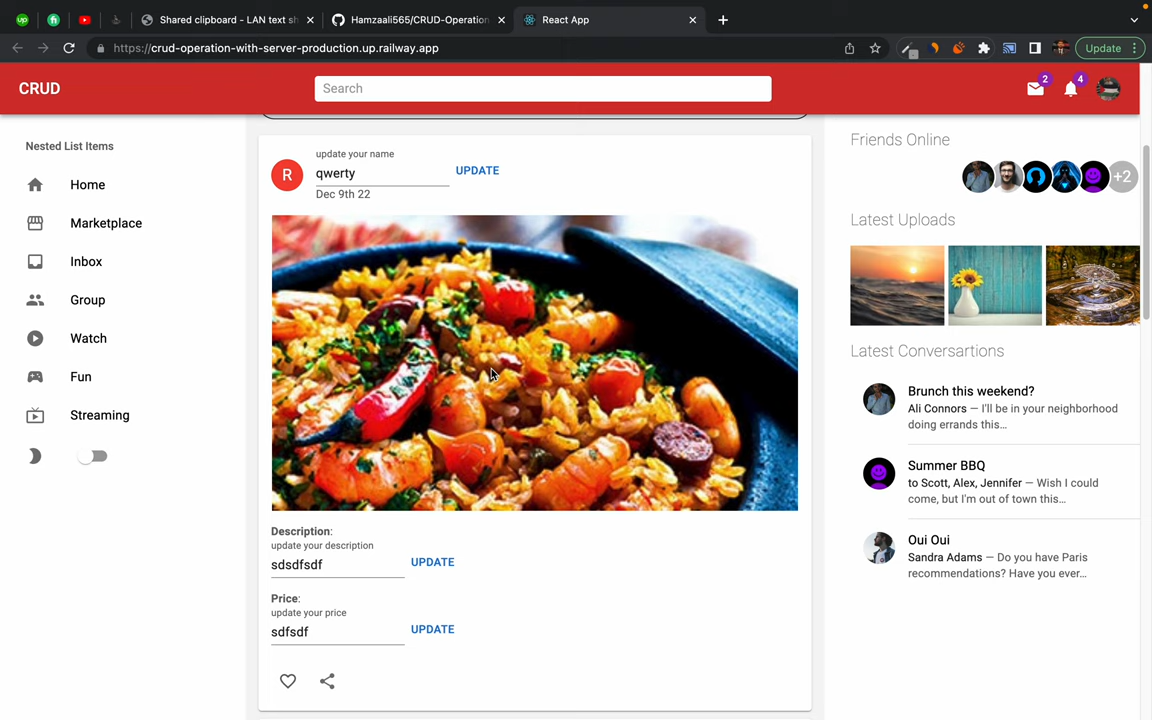 up
fi
Shared clipboard - LAN text sh
Hamzaali565/CRUD-Operation
React App
https://crud-operation-with-server-production.up.railway.app
Update
CRUD
Search
2
4
Nested List Items
Home
Marketplace
Inbox
Group
Watch
Fun
Streaming
R
update your name
qwerty
UPDATE
Dec 9th 22
Description:
update your description
sdsdfsdf
UPDATE
Price:
update your price
sdfsdf
UPDATE
Friends Online
+2
Latest Uploads
Latest Conversartions
Brunch this weekend?
Ali Connors — I'll be in your neighborhood
doing errands this…
Summer BBQ
to Scott, Alex, Jennifer — Wish I could
come, but I'm out of town this…
Oui Oui
Sandra Adams — Do you have Paris
recommendations? Have you ever…